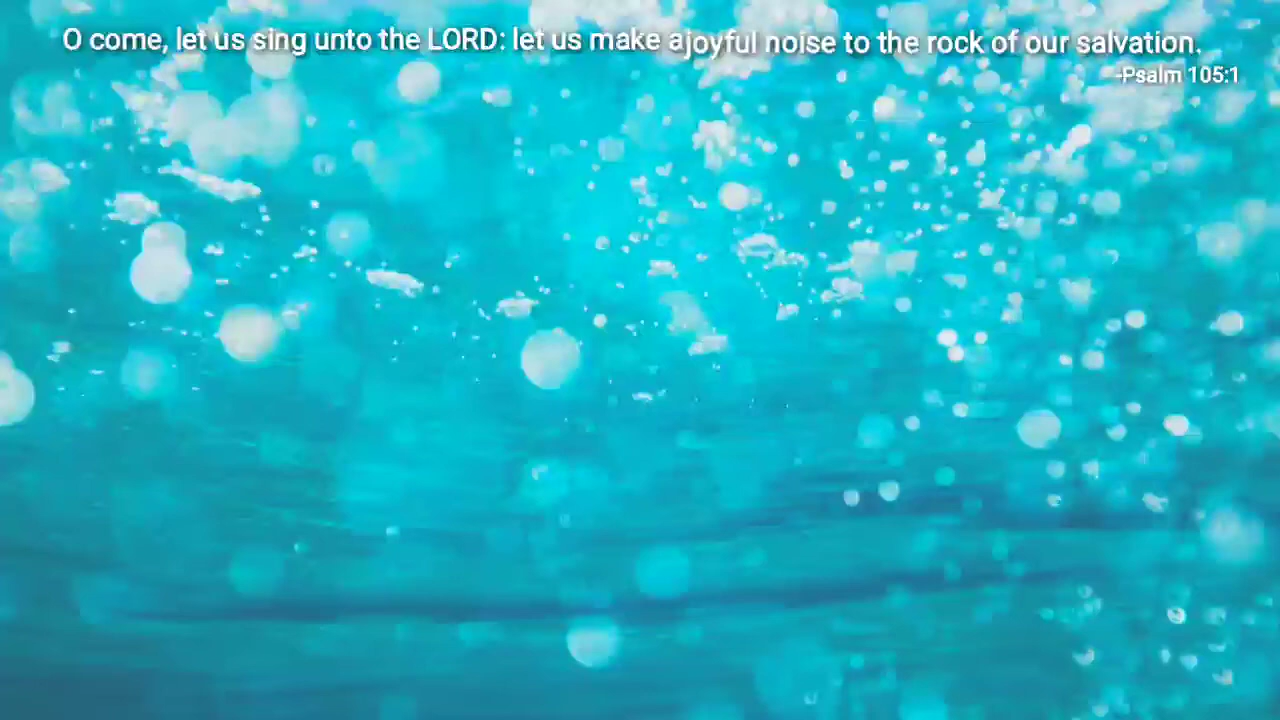 O come, let us sing unto the LORD: let us make ajoyful noise to the rock of our salvation.
-Psalm 105:1